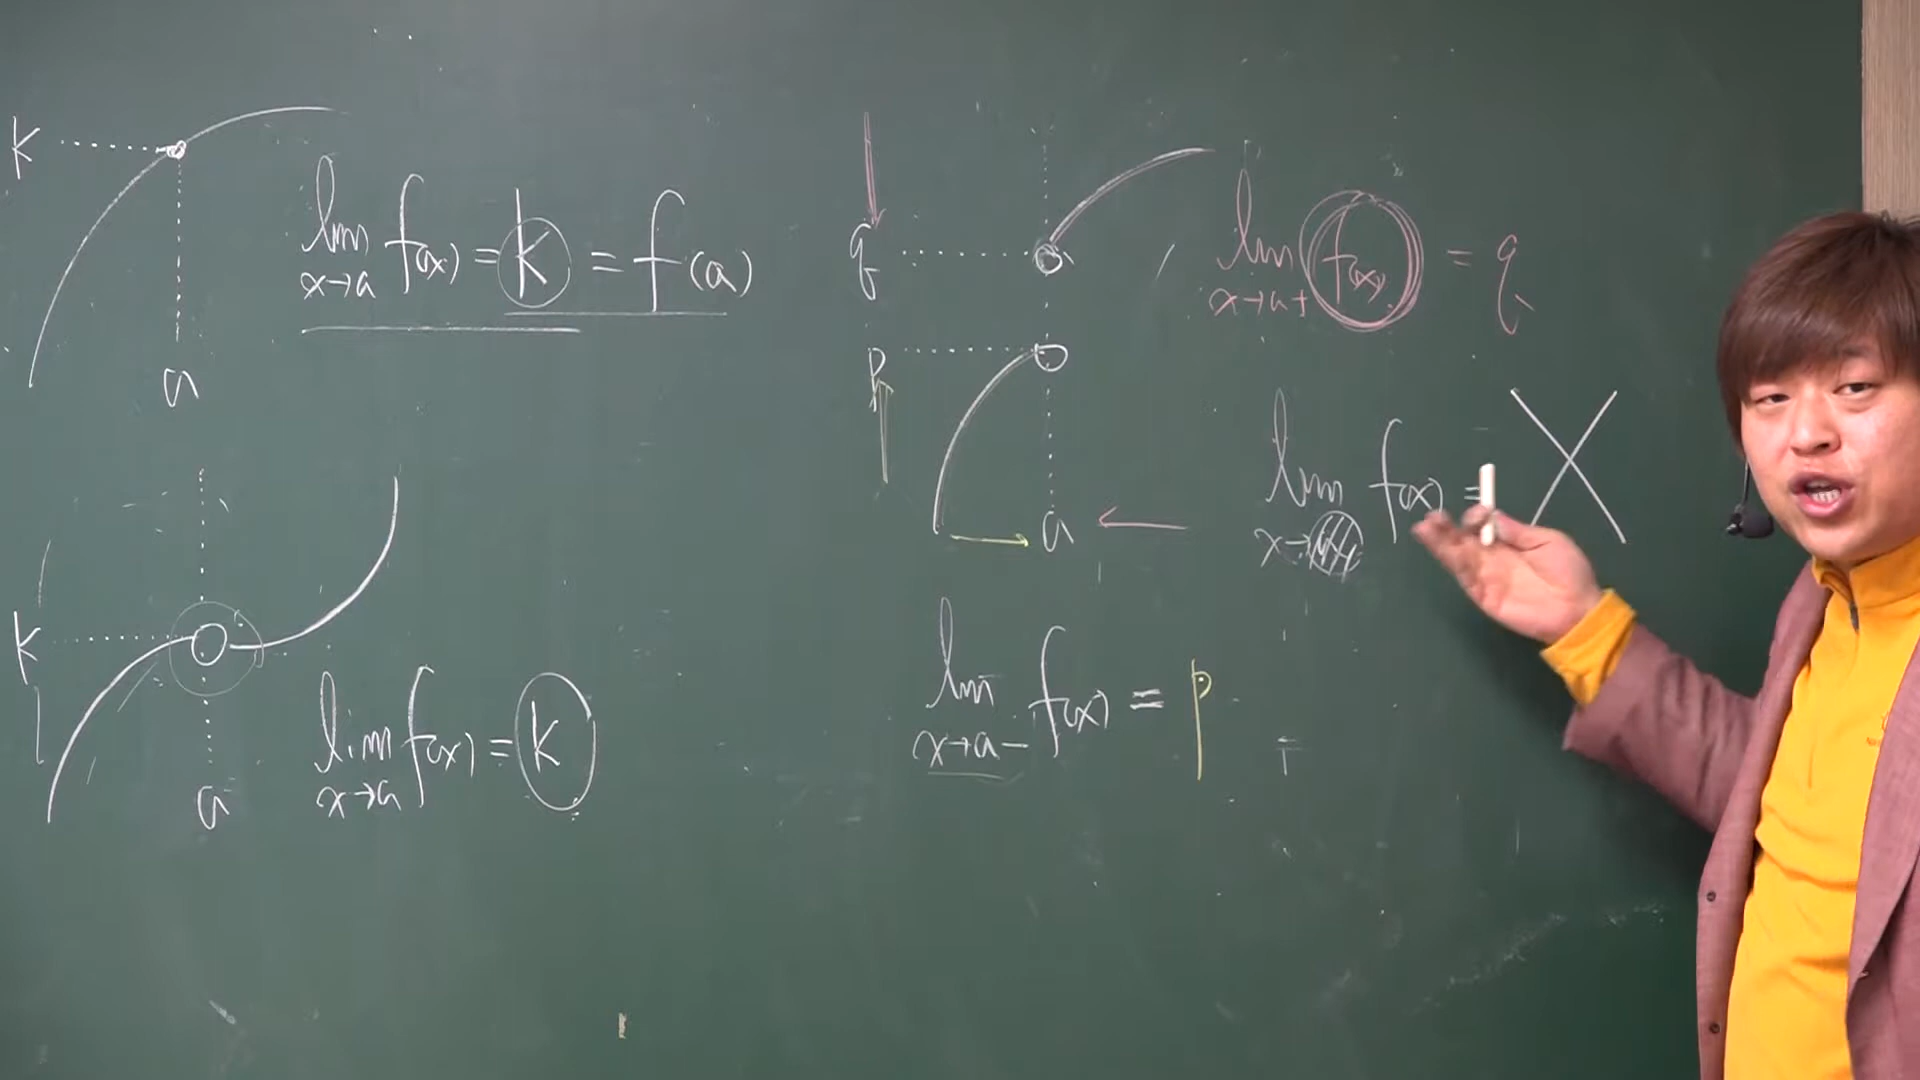 k
a
lim f(x) = k = f(a)
x→a
k
a
lim f(x) = k
x→a
q
p
a
lim f(x) = q
x→a+
lim f(x) = X
x→
lim f(x) = p
x→a−